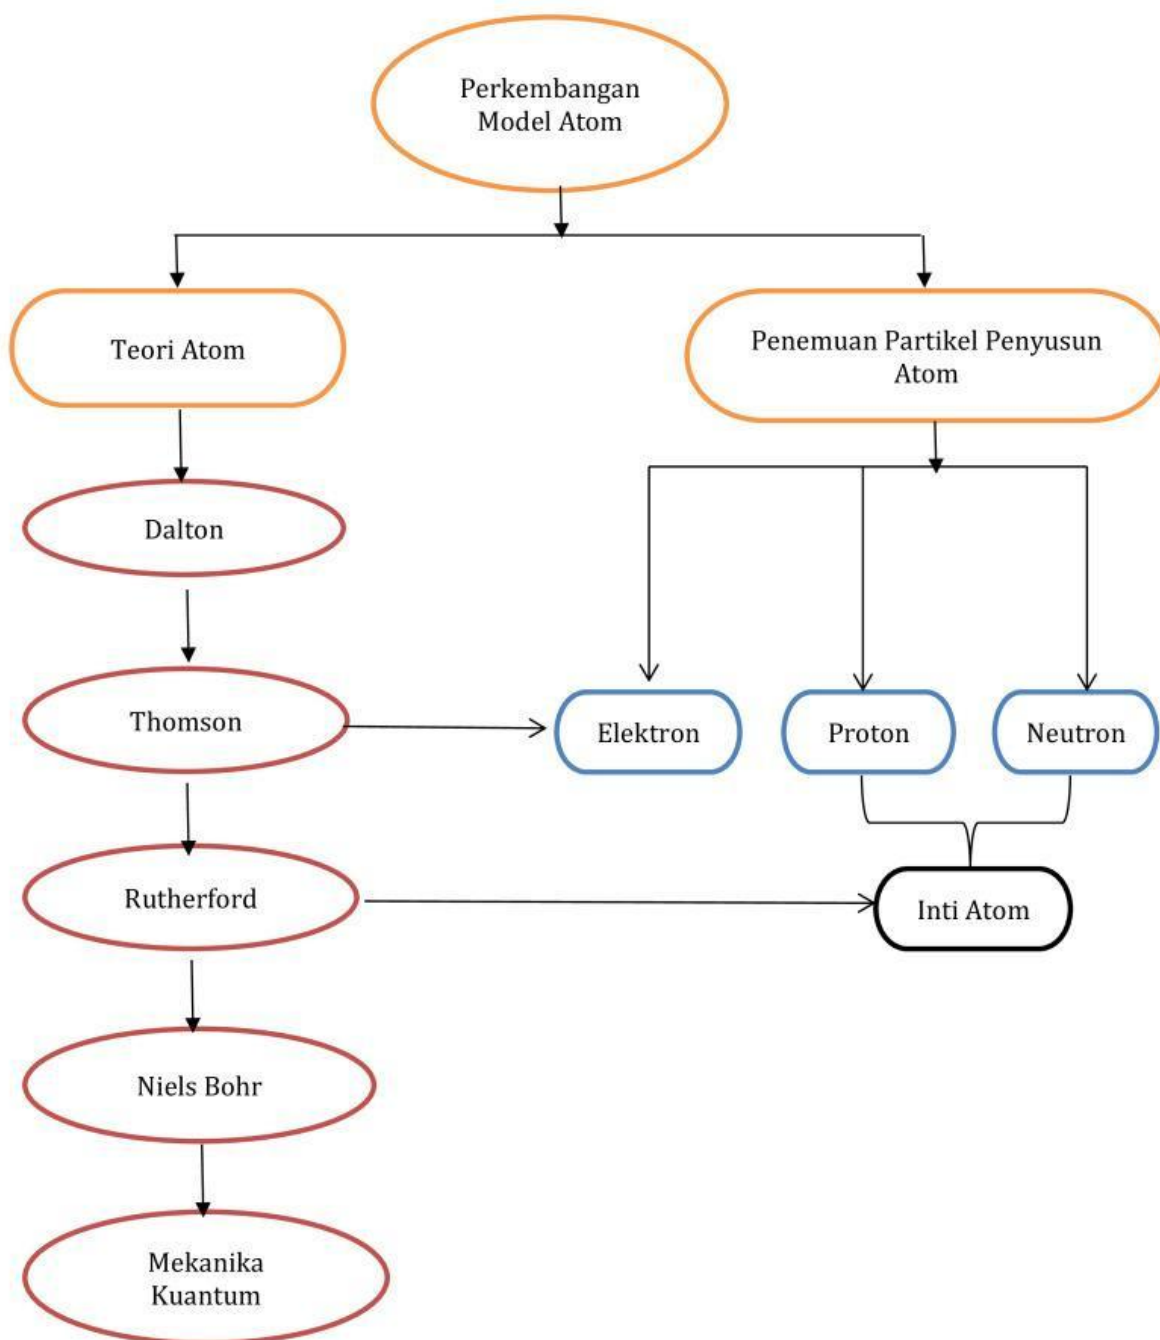 Perkembangan
Model Atom
Teori Atom
Penemuan Partikel Penyusun
Atom
Dalton
Thomson
Elektron
Proton
Neutron
Rutherford
Inti Atom
Niels Bohr
Mekanika
Kuantum